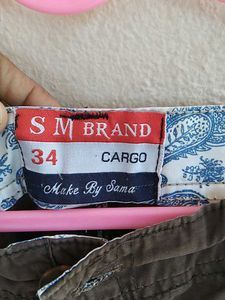 S M BRAND
34 CARGO
"Make By Sama"